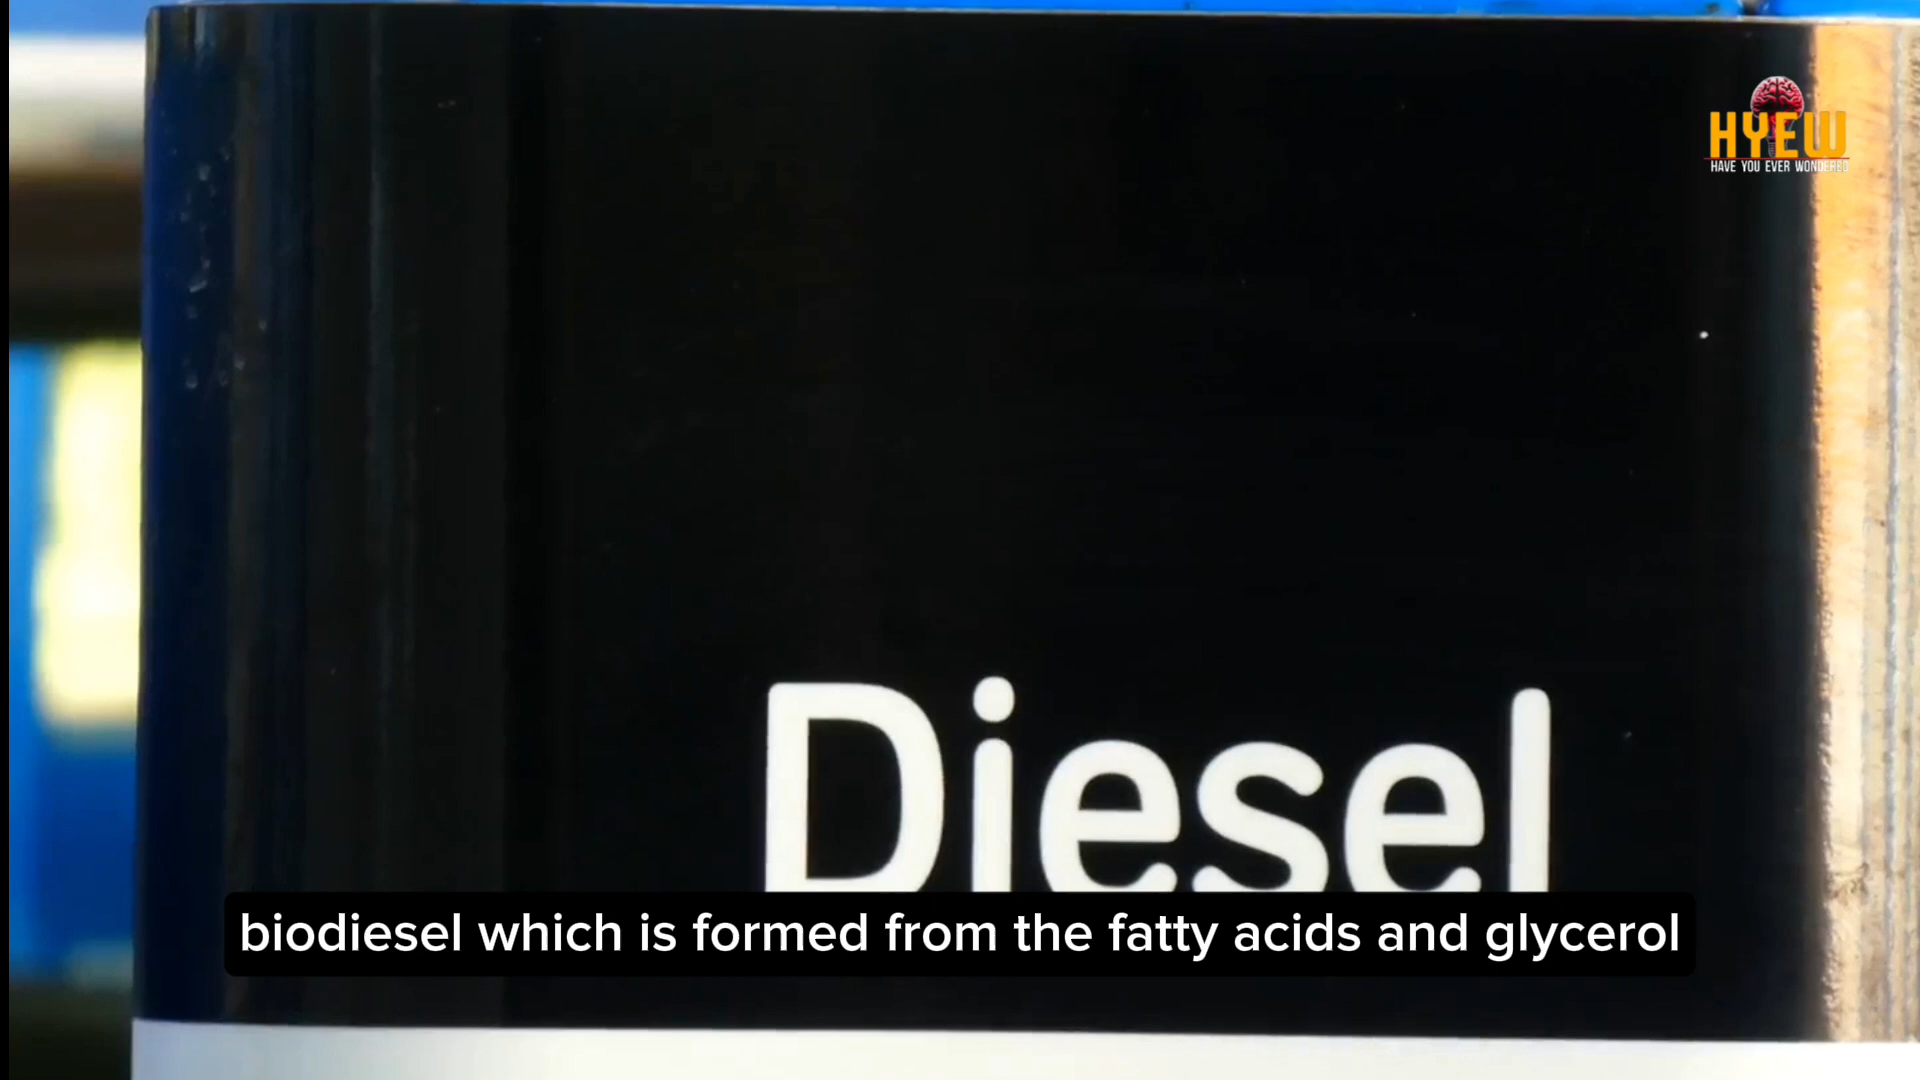 HYEW
HAVE YOU EVER WONDERED
Diesel
biodiesel which is formed from the fatty acids and glycerol